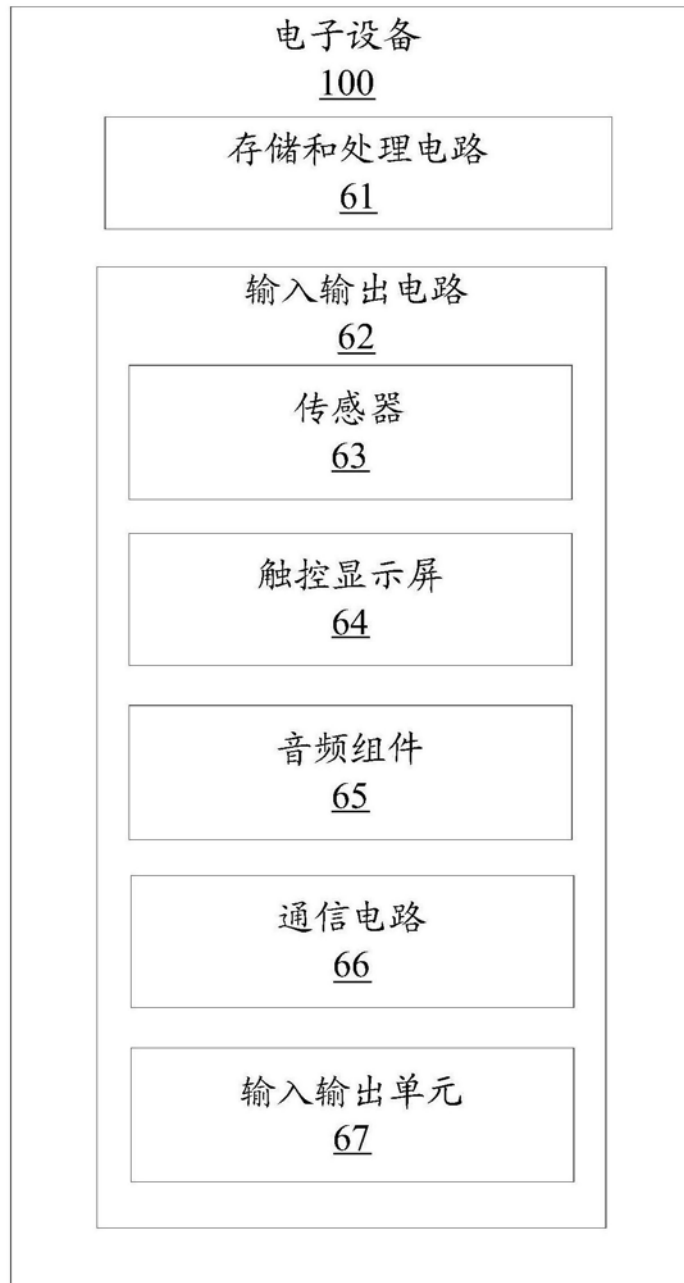 电子设备
100
存储和处理电路
61
输入输出电路
62
传感器
63
触控显示屏
64
音频组件
65
通信电路
66
输入输出单元
67